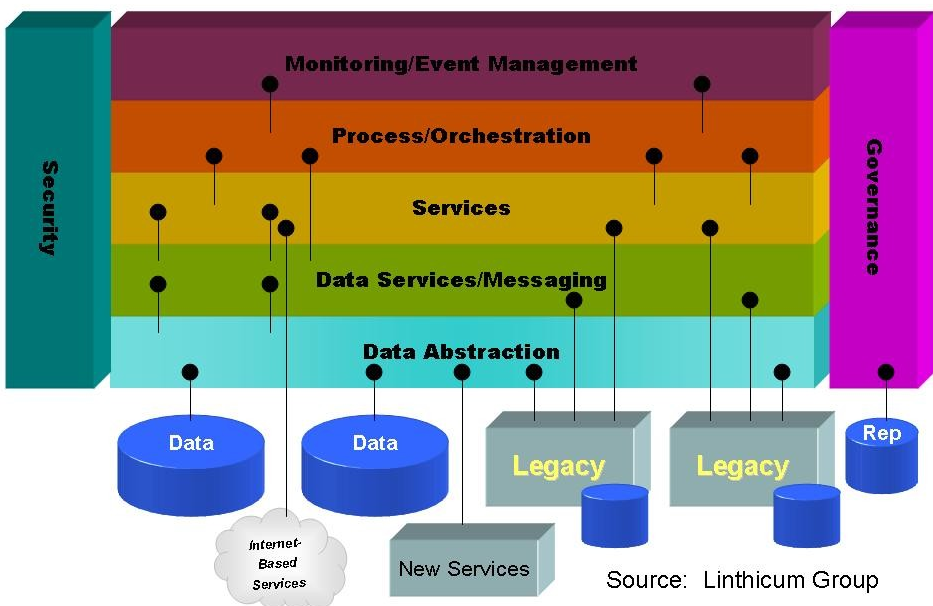 Monitoring/Event Management
Process/Orchestration
Services
Data Services/Messaging
Data Abstraction
Security
Governance
Data
Data
Legacy
Legacy
Rep
Internet-
Based
Services
New Services
Source: Linthicum Group